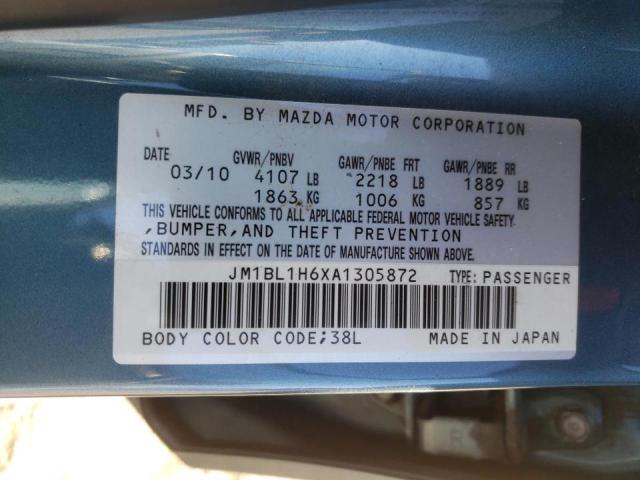 MFD. BY MAZDA MOTOR CORPORATION
DATE GVWR/PNBV GAWR/PNBE FRT GAWR/PNBE RR
03/10 4107 LB 2218 LB 1889 LB
1863 KG 1006 KG 857 KG
THIS VEHICLE CONFORMS TO ALL APPLICABLE FEDERAL MOTOR VEHICLE SAFETY
,BUMPER,AND THEFT PREVENTION
STANDARDS IN EFFECT ON THE DATE OF MANUFACTURE SHOWN ABOVE.
JM1BL1H6XA1305872 TYPE: PASSENGER
BODY COLOR CODE;38L MADE IN JAPAN
R